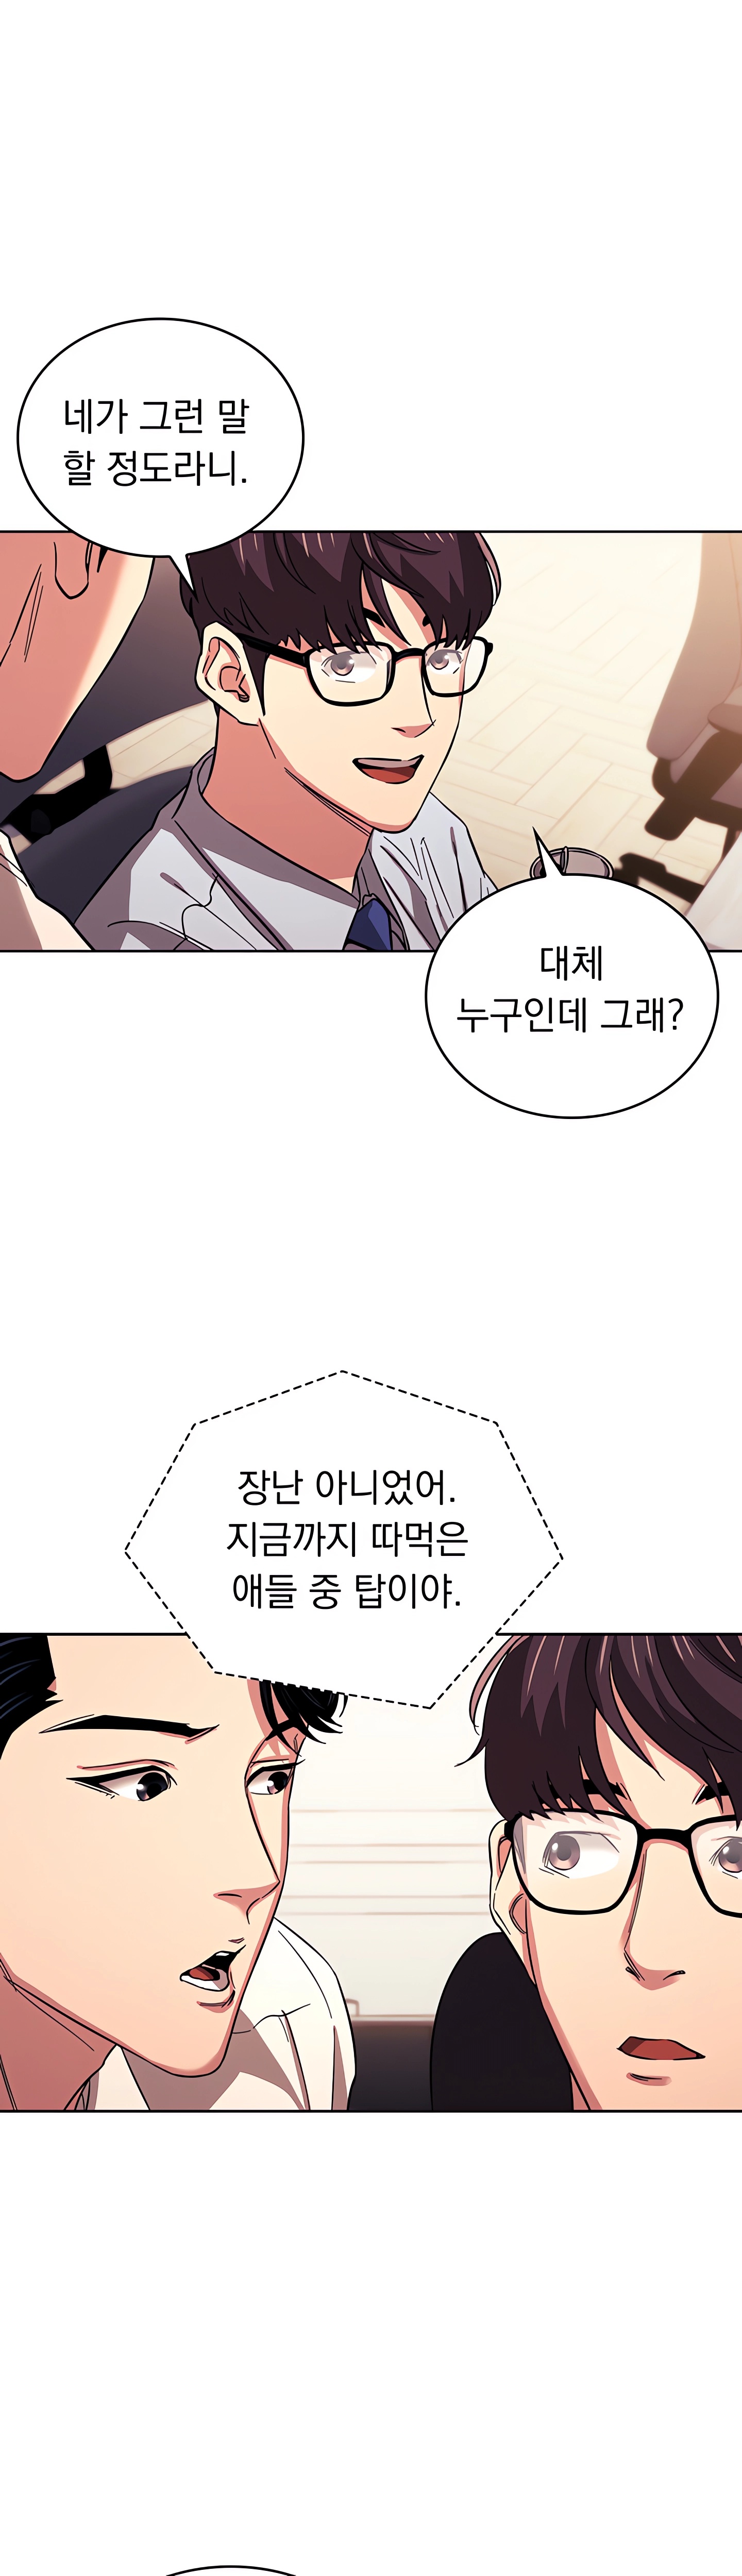 네가 그런 말
할 정도라니.
대체
누구인데 그래?
장난 아니었어.
지금까지 따먹은
애들 중 탑이야.